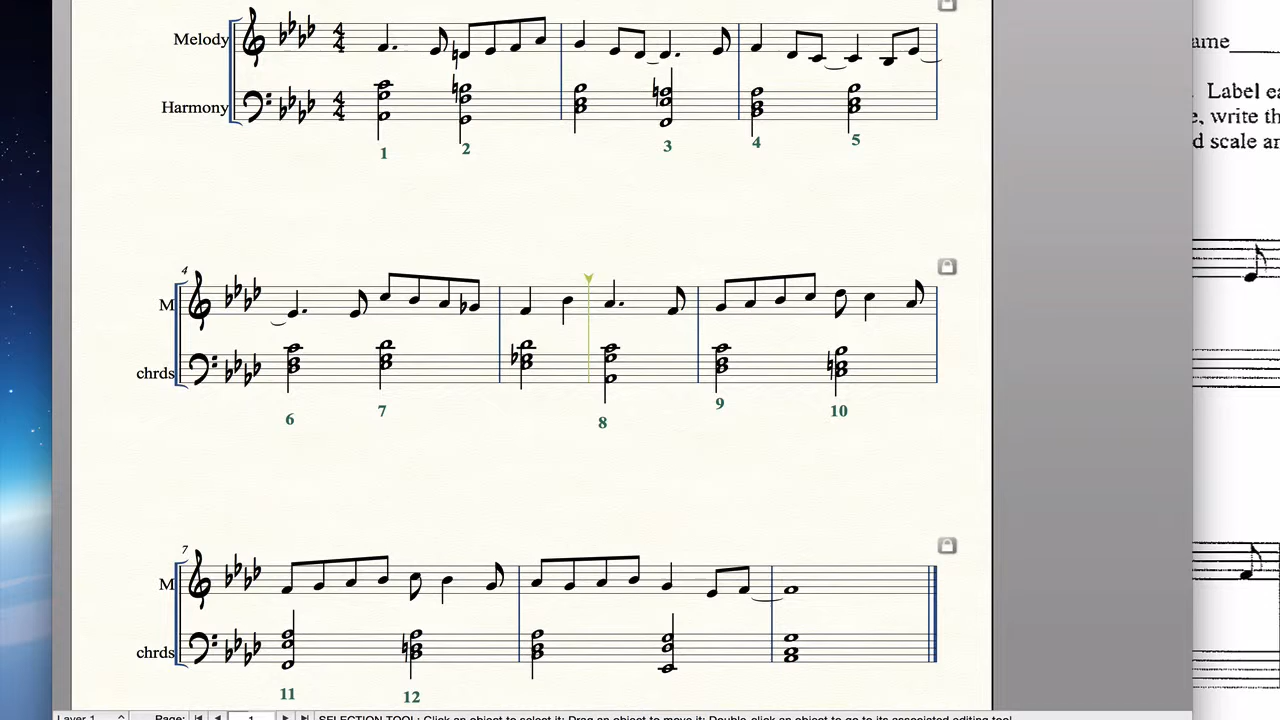 Melody
ame____
Label ea
e, write th
Harmony
d scale ar
1 2 3 4 5
4
M
chrds
6 7 8 9 10
7
M
chrds
11 12
Layer 1 Page: 1 SELECTION TOOL: Click an object to select it; Drag an object to move it; Double-click an object to go to its associated editing tool